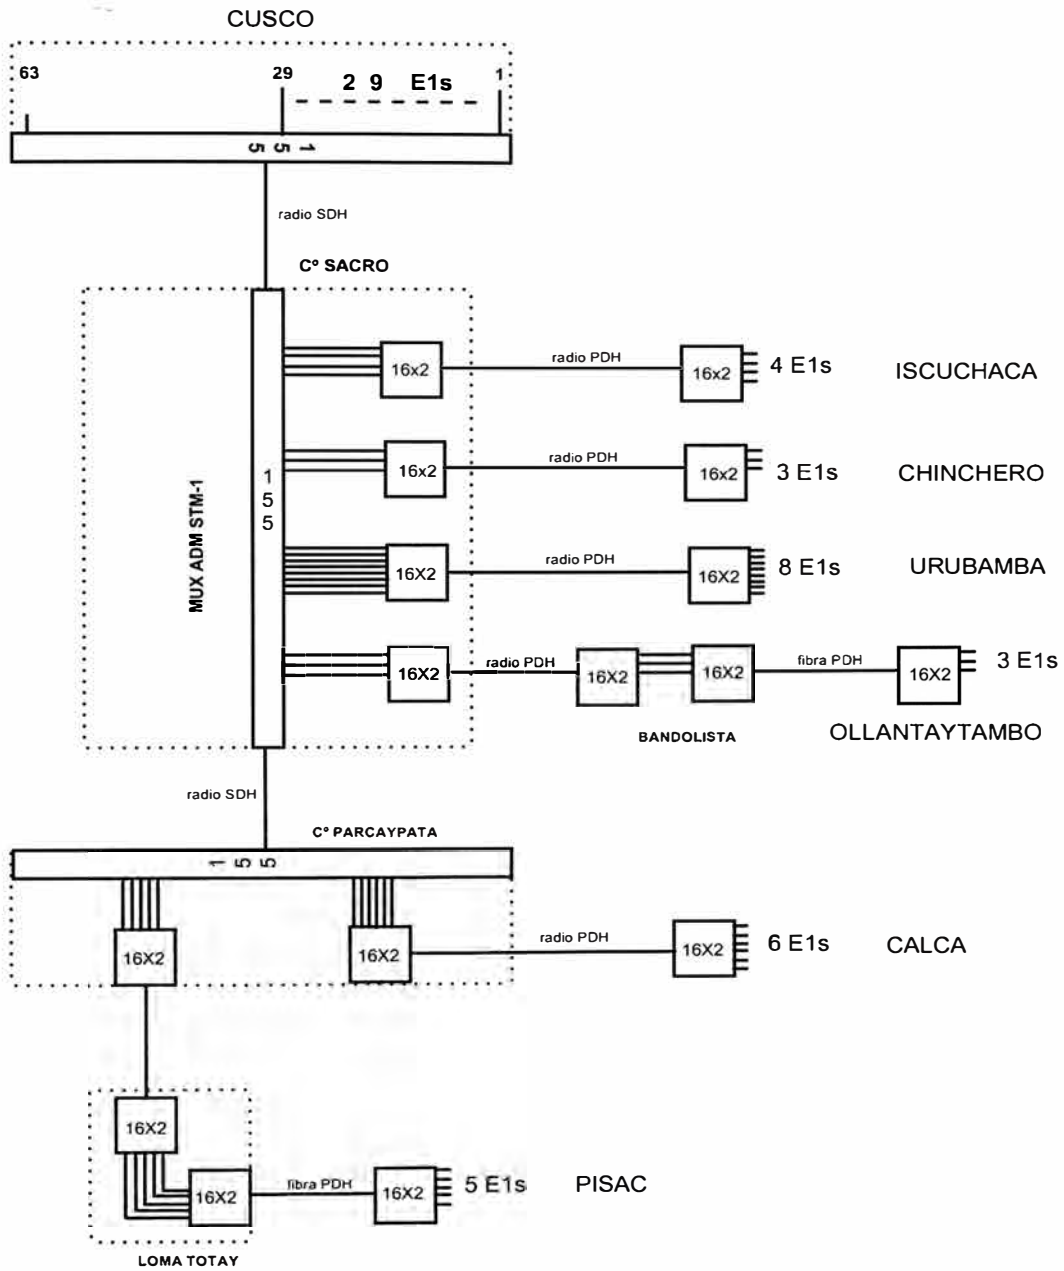 CUSCO
63
29
2 9 E1s
1
1 5 5
radio SDH
Cº SACRO
MUX ADM STM-1
1 5 5
16x2
radio PDH
16x2
4 E1s
ISCUCHACA
16x2
radio PDH
16x2
3 E1s
CHINCHERO
16X2
radio PDH
16X2
8 E1s
URUBAMBA
16X2
radio PDH
16X2
16X2
fibra PDH
16X2
3 E1s
BANDOLISTA
OLLANTAYTAMBO
radio SDH
Cº PARCAYPATA
1 5 5
16X2
16X2
radio PDH
16X2
6 E1s
CALCA
16X2
16X2
fibra PDH
16X2
5 E1s
PISAC
LOMA TOTAY